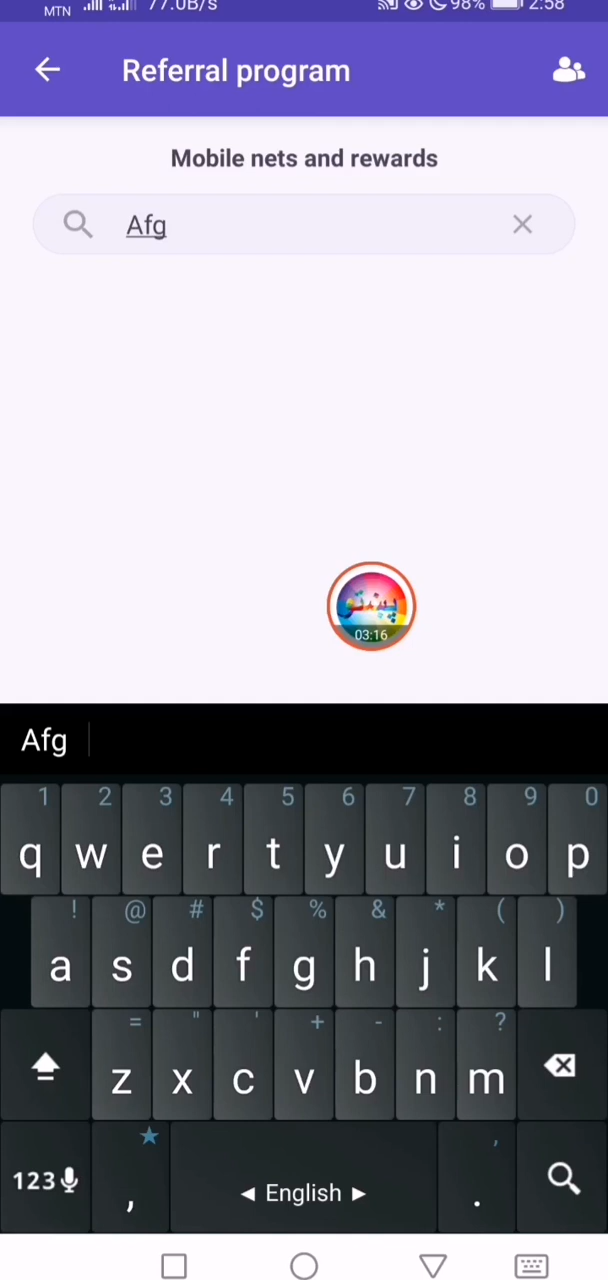 MTN 77.0B/s 98% 2:58
Referral program
Mobile nets and rewards
Afg
پښتو
03:16
Afg
1 2 3 4 5 6 7 8 9 0
q w e r t y u i o p
! @ # $ % & * ( )
a s d f g h j k l
= " ' + - : ?
z x c v b n m
,
123 , ◄ English ► .